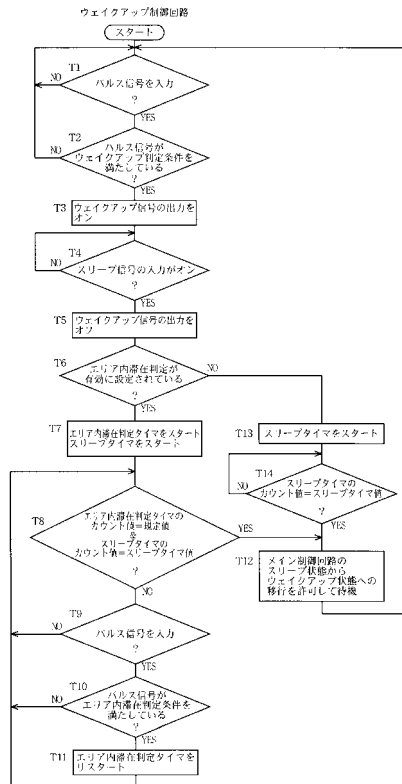 ウェイクアップ制御回路
スタート
T1
パルス信号を入力
?
NO
YES
T2
パルス信号が
ウェイクアップ判定条件を
満たしている
?
NO
YES
T3
ウェイクアップ信号の出力を
オン
T4
スリープ信号の入力がオン
?
NO
YES
T5
ウェイクアップ信号の出力を
オフ
T6
エリア内滞在判定が
有効に設定されている
?
NO
YES
T7
エリア内滞在判定タイマをスタート
スリープタイマをスタート
T13
スリープタイマをスタート
T14
スリープタイマの
カウント値=スリープタイマ値
?
NO
YES
T8
エリア内滞在判定タイマの
カウント値=規定値
&
スリープタイマの
カウント値=スリープタイマ値
?
YES
NO
T12
メイン制御回路の
スリープ状態から
ウェイクアップ状態への
移行を許可して待機
T9
パルス信号を入力
?
NO
YES
T10
パルス信号が
エリア内滞在判定条件を
満たしている
?
NO
YES
T11
エリア内滞在判定タイマを
リスタート